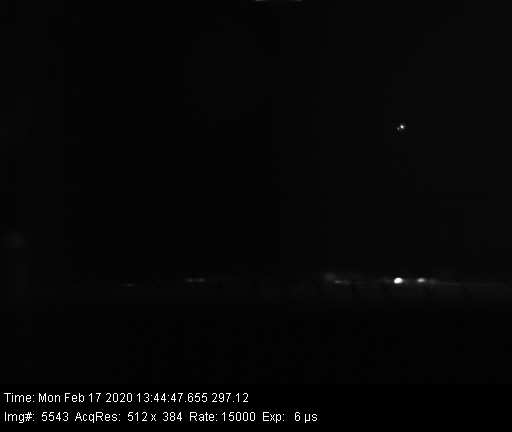 Time: Mon Feb 17 2020 13:44:47.655 297.12
Img#: 5543 AcqRes: 512 x 384 Rate: 15000 Exp: 6 µs